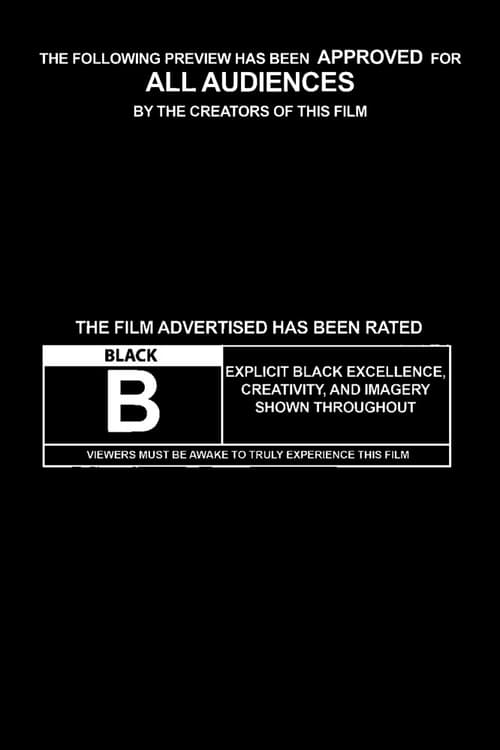 THE FOLLOWING PREVIEW HAS BEEN APPROVED FOR
ALL AUDIENCES
BY THE CREATORS OF THIS FILM
THE FILM ADVERTISED HAS BEEN RATED
BLACK
B
EXPLICIT BLACK EXCELLENCE,
CREATIVITY, AND IMAGERY
SHOWN THROUGHOUT
VIEWERS MUST BE AWAKE TO TRULY EXPERIENCE THIS FILM